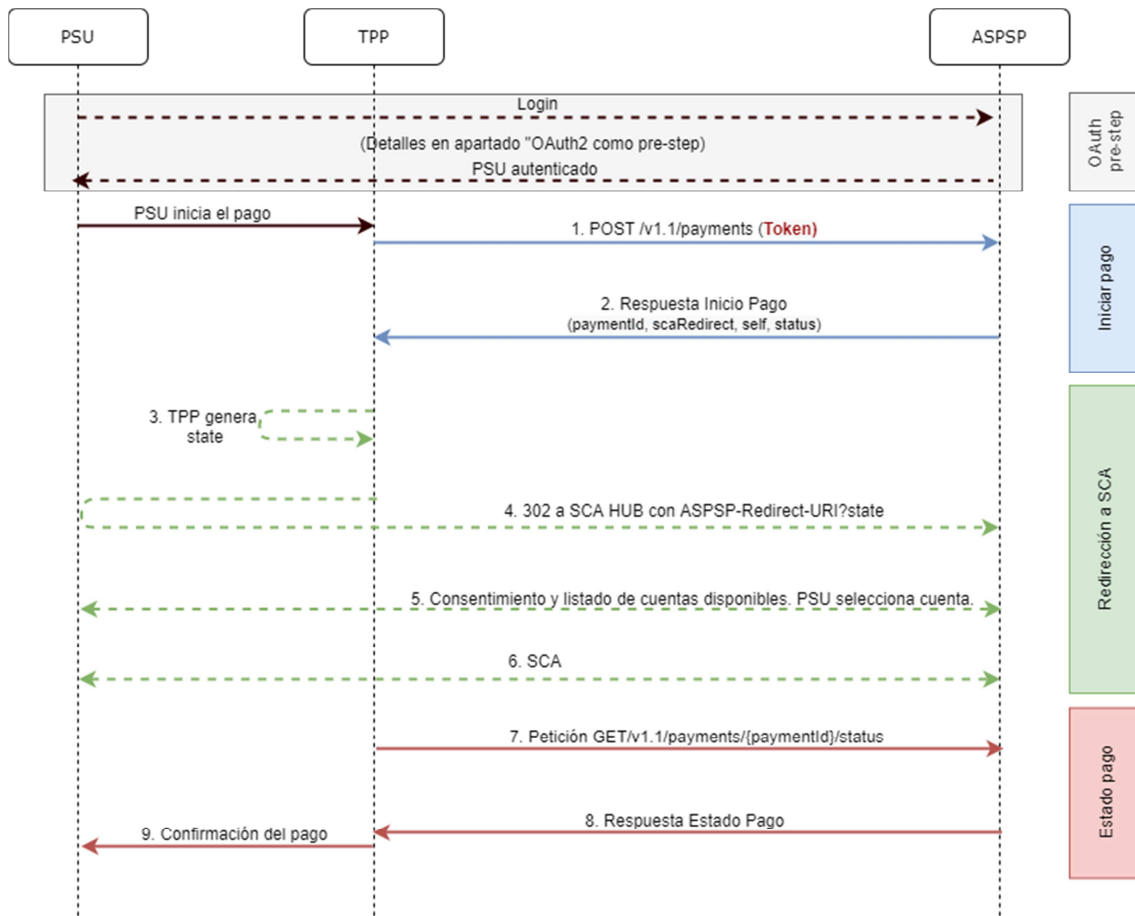 PSU
TPP
ASPSP
Login
(Detalles en apartado "OAuth2 como pre-step)
PSU autenticado
OAuth
pre-step
PSU inicia el pago
1. POST /v1.1/payments (Token)
2. Respuesta Inicio Pago
(paymentId, scaRedirect, self, status)
Iniciar pago
3. TPP genera
state
4. 302 a SCA HUB con ASPSP-Redirect-URI?state
5. Consentimiento y listado de cuentas disponibles. PSU selecciona cuenta.
6. SCA
Redirección a SCA
7. Petición GET/v1.1/payments/{paymentId}/status
8. Respuesta Estado Pago
9. Confirmación del pago
Estado pago